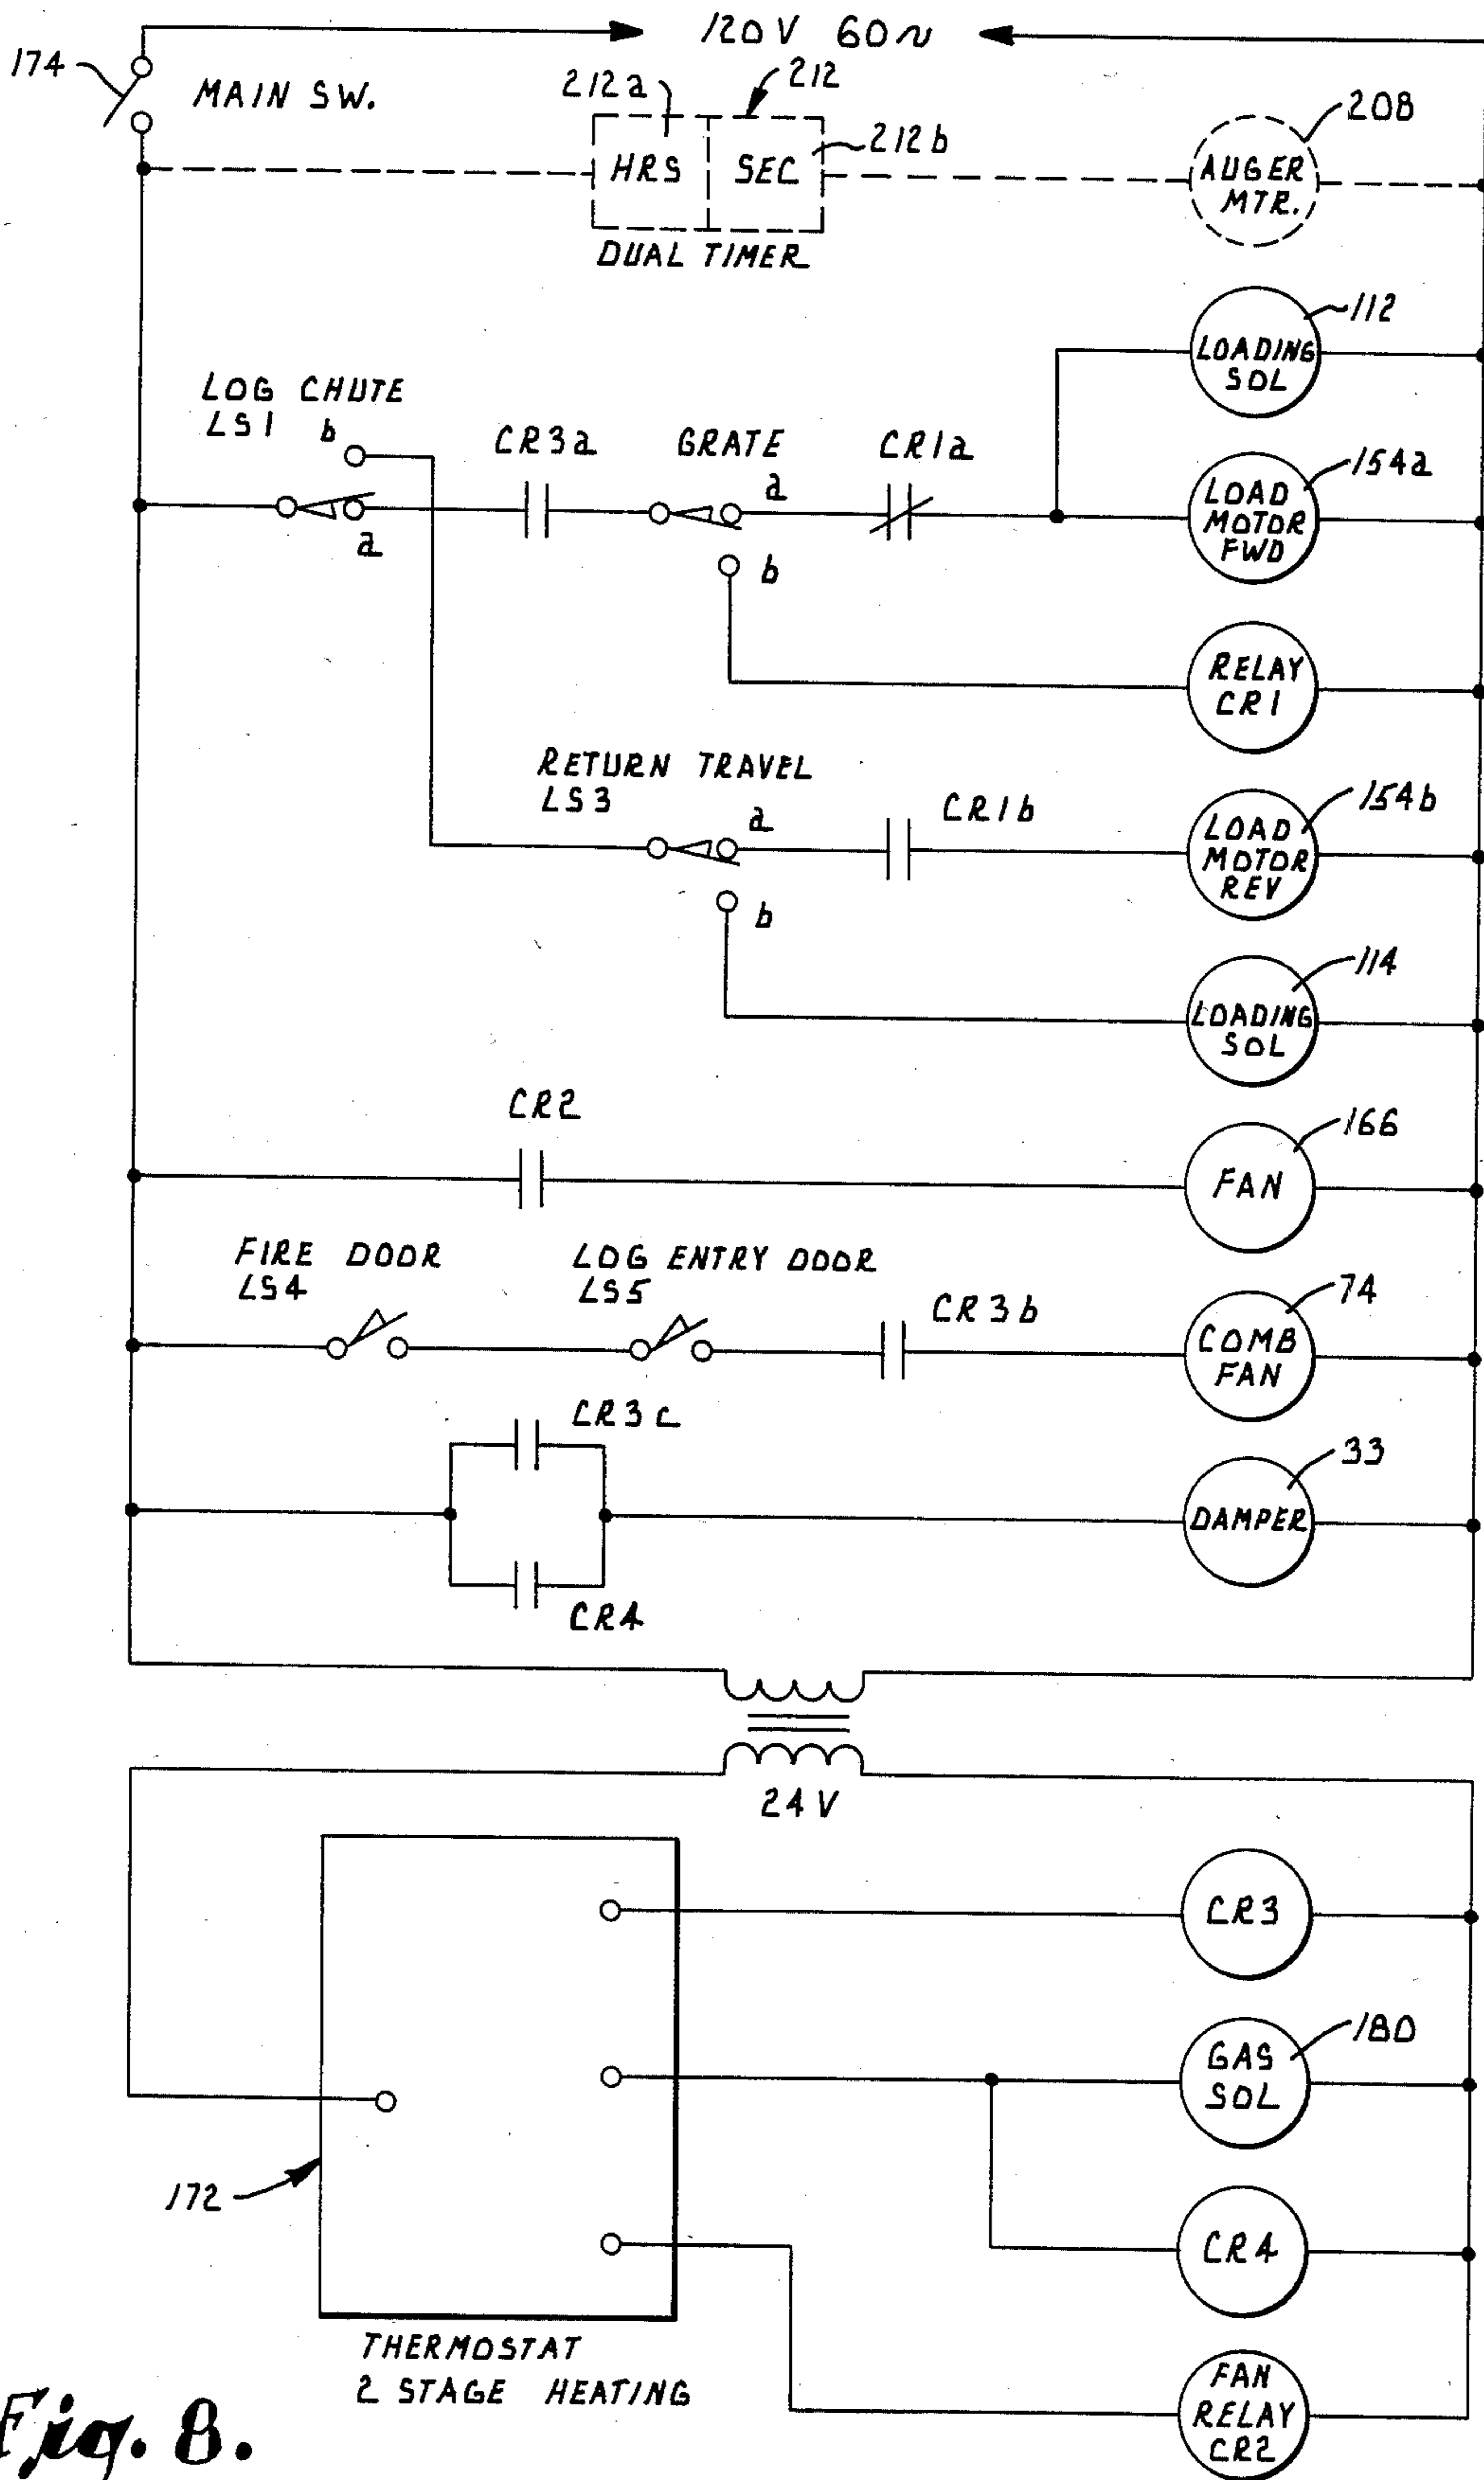 120V 60~
174
MAIN SW.
212a
212
212b
208
HRS
SEC
AUGER
MTR.
DUAL TIMER
112
LOADING
SOL
LOG CHUTE
LS1
b
CR3a
GRATE
a
CR1a
154a
LOAD
MOTOR
FWD
a
b
RELAY
CR1
RETURN TRAVEL
LS3
a
CR1b
154b
LOAD
MOTOR
REV
b
114
LOADING
SOL
CR2
166
FAN
FIRE DOOR
LS4
LOG ENTRY DOOR
LS5
CR3b
74
COMB
FAN
CR3c
33
DAMPER
CR4
24V
CR3
180
GAS
SOL
172
CR4
THERMOSTAT
2 STAGE HEATING
FAN
RELAY
CR2
Fig. 8.